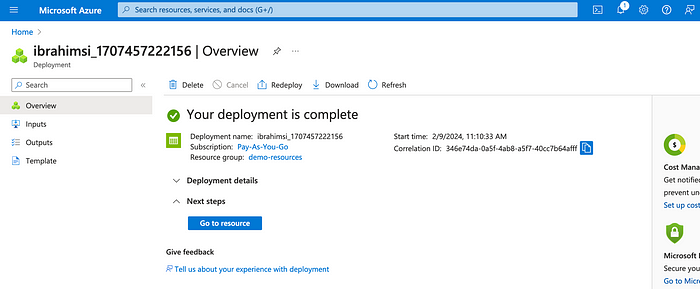 Microsoft Azure
Search resources, services, and docs (G+/)
1
Home >
ibrahimsi_1707457222156 | Overview
Deployment
Search
Overview
Inputs
Outputs
Template
Delete Cancel Redeploy Download Refresh
Your deployment is complete
Deployment name: ibrahimsi_1707457222156
Subscription: Pay-As-You-Go
Resource group: demo-resources
Start time: 2/9/2024, 11:10:33 AM
Correlation ID: 346e74da-0a5f-4ab8-a5f7-40cc7b64afff
Deployment details
Next steps
Go to resource
Give feedback
Tell us about your experience with deployment
$
Cost Mana
Get notified
prevent un
Set up cost
Microsoft
Secure you
Go to Micr